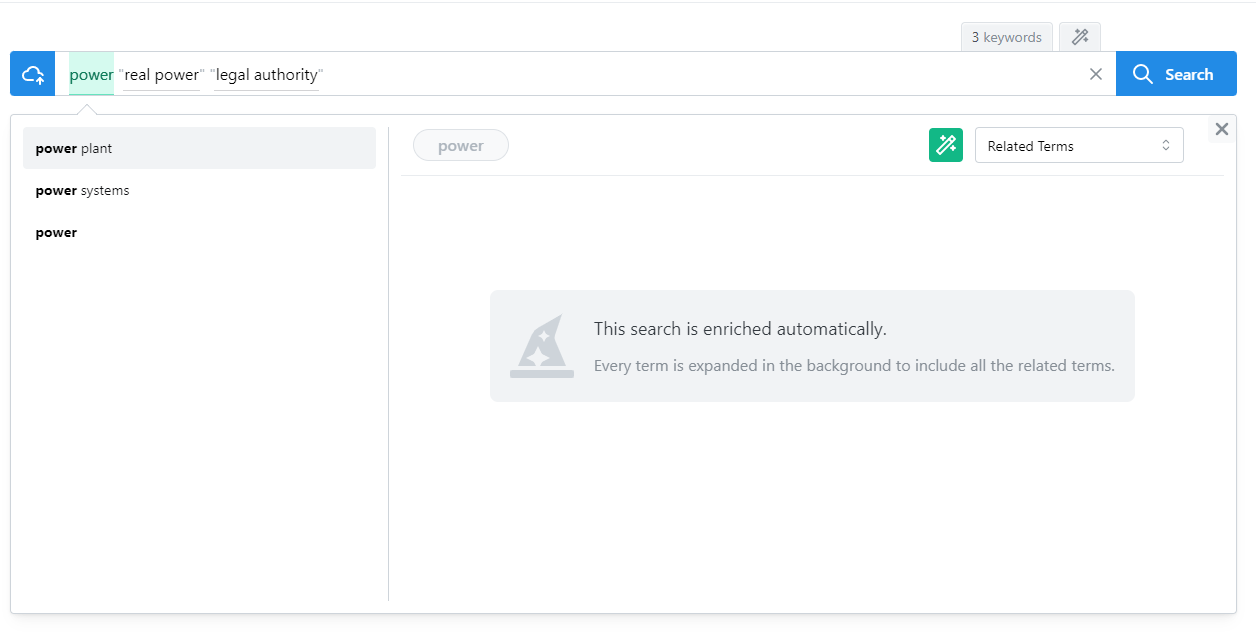 3 keywords
power "real power" "legal authority"
Search
power plant
power systems
power
power
Related Terms
This search is enriched automatically.
Every term is expanded in the background to include all the related terms.